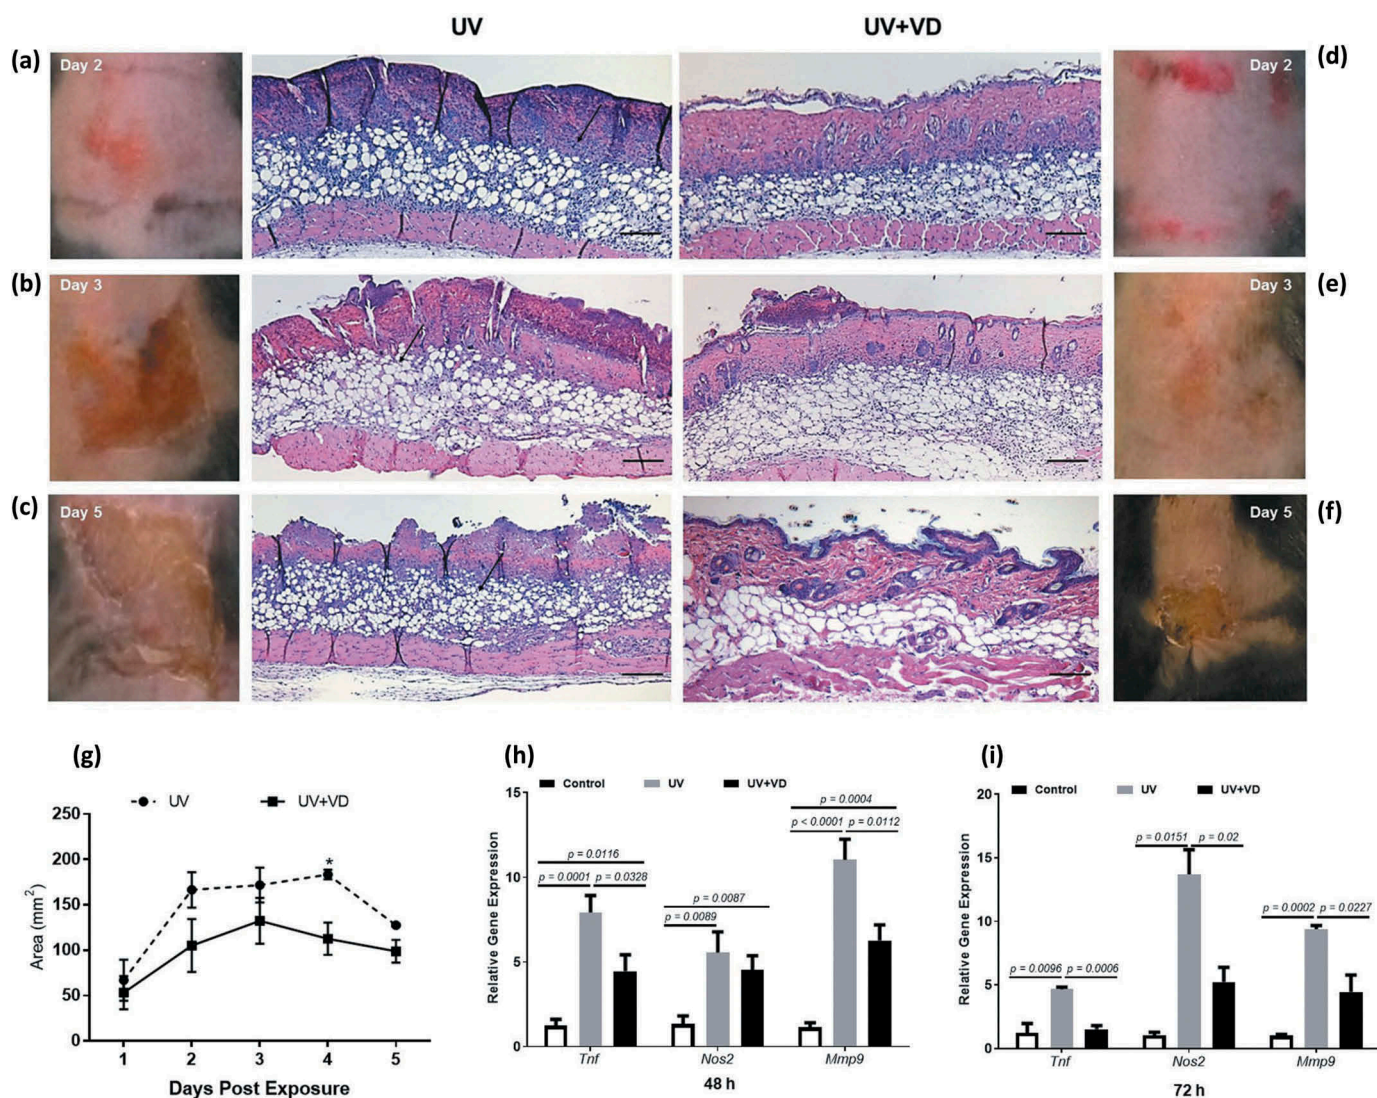 UV UV+VD
(a) Day 2 Day 2 (d)
(b) Day 3 Day 3 (e)
(c) Day 5 Day 5 (f)
(g)
UV UV+VD
250
200
150
100
50
0
Area (mm²)
*
1 2 3 4 5
Days Post Exposure
(h)
Control UV UV+VD
15
10
5
0
Relative Gene Expression
p = 0.0004
p < 0.0001 p = 0.0112
p = 0.0116
p = 0.0001 p = 0.0328
p = 0.0087
p = 0.0089
Tnf Nos2 Mmp9
48 h
(i)
Control UV UV+VD
20
15
10
5
0
Relative Gene Expression
p = 0.0151 p = 0.02
p = 0.0002 p = 0.0227
p = 0.0096 p = 0.0006
Tnf Nos2 Mmp9
72 h